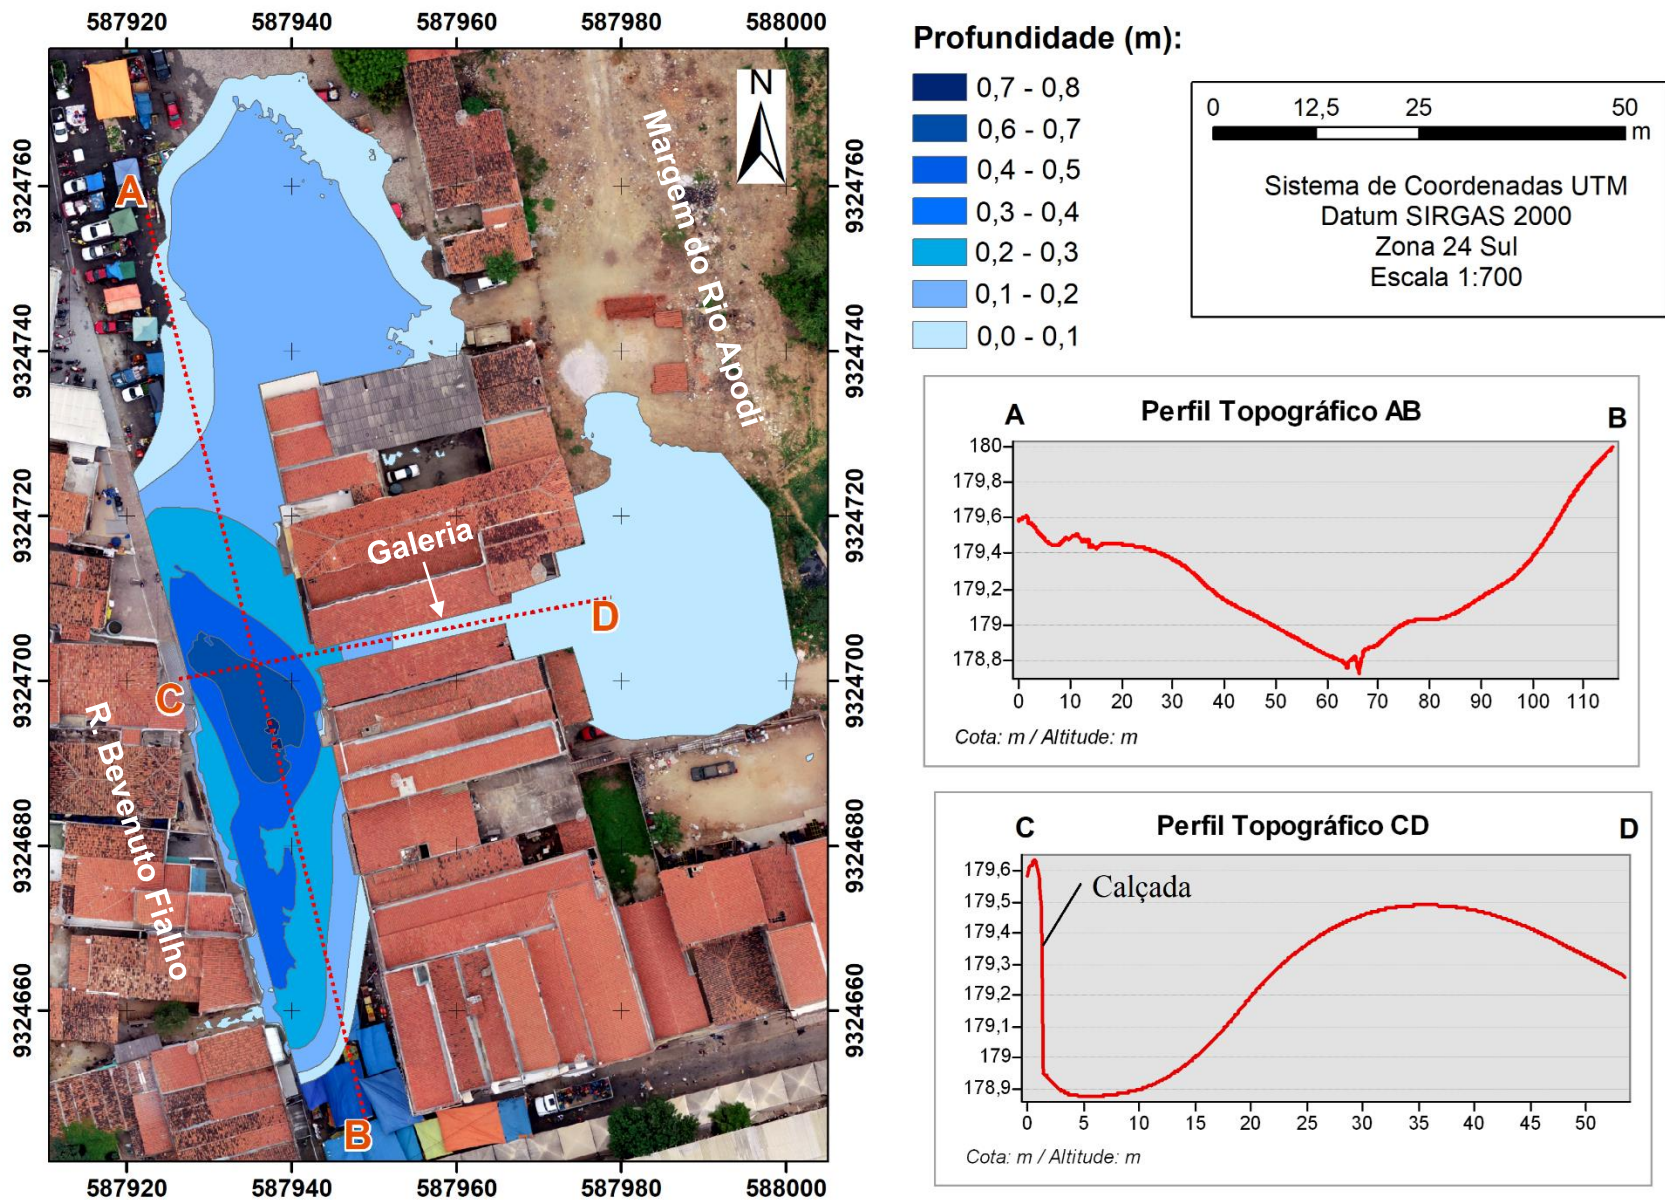 587920 587940 587960 587980 588000
9324760
9324740
9324720
9324700
9324680
9324660
A
Margem do Rio Apodi
N
Galeria
D
C
R. Bevenuto Fialho
B
9324760
9324740
9324720
9324700
9324680
9324660
587920 587940 587960 587980 588000
Profundidade (m):
0,7 - 0,8
0,6 - 0,7
0,4 - 0,5
0,3 - 0,4
0,2 - 0,3
0,1 - 0,2
0,0 - 0,1
0 12,5 25 50
m
Sistema de Coordenadas UTM
Datum SIRGAS 2000
Zona 24 Sul
Escala 1:700
A Perfil Topográfico AB B
180
179,8
179,6
179,4
179,2
179
178,8
0 10 20 30 40 50 60 70 80 90 100 110
Cota: m / Altitude: m
C Perfil Topográfico CD D
179,6
179,5
179,4
179,3
179,2
179,1
179
178,9
Calçada
0 5 10 15 20 25 30 35 40 45 50
Cota: m / Altitude: m